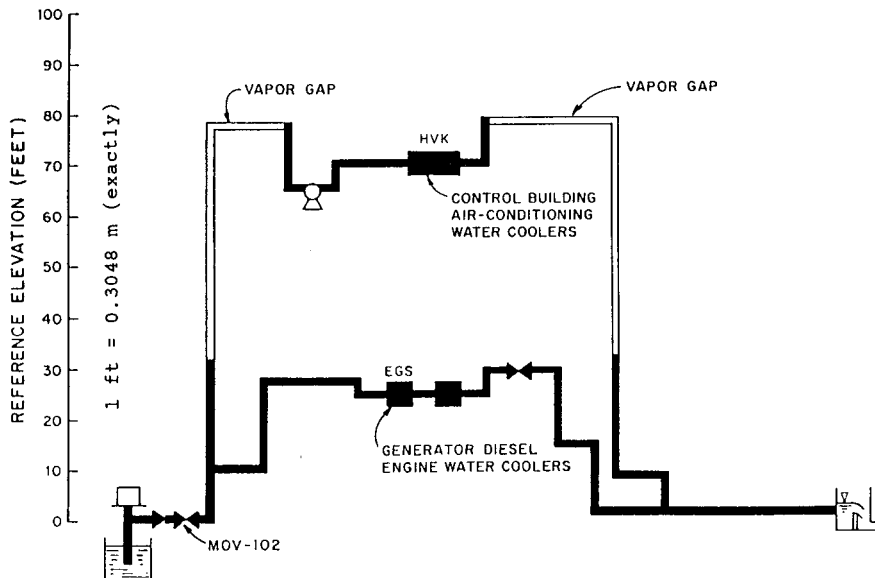 REFERENCE ELEVATION (FEET)
100
90
80
70
60
50
40
30
20
10
0
1 ft = 0.3048 m (exactly)
VAPOR GAP
VAPOR GAP
HVK
CONTROL BUILDING
AIR-CONDITIONING
WATER COOLERS
EGS
GENERATOR DIESEL
ENGINE WATER COOLERS
MOV-102